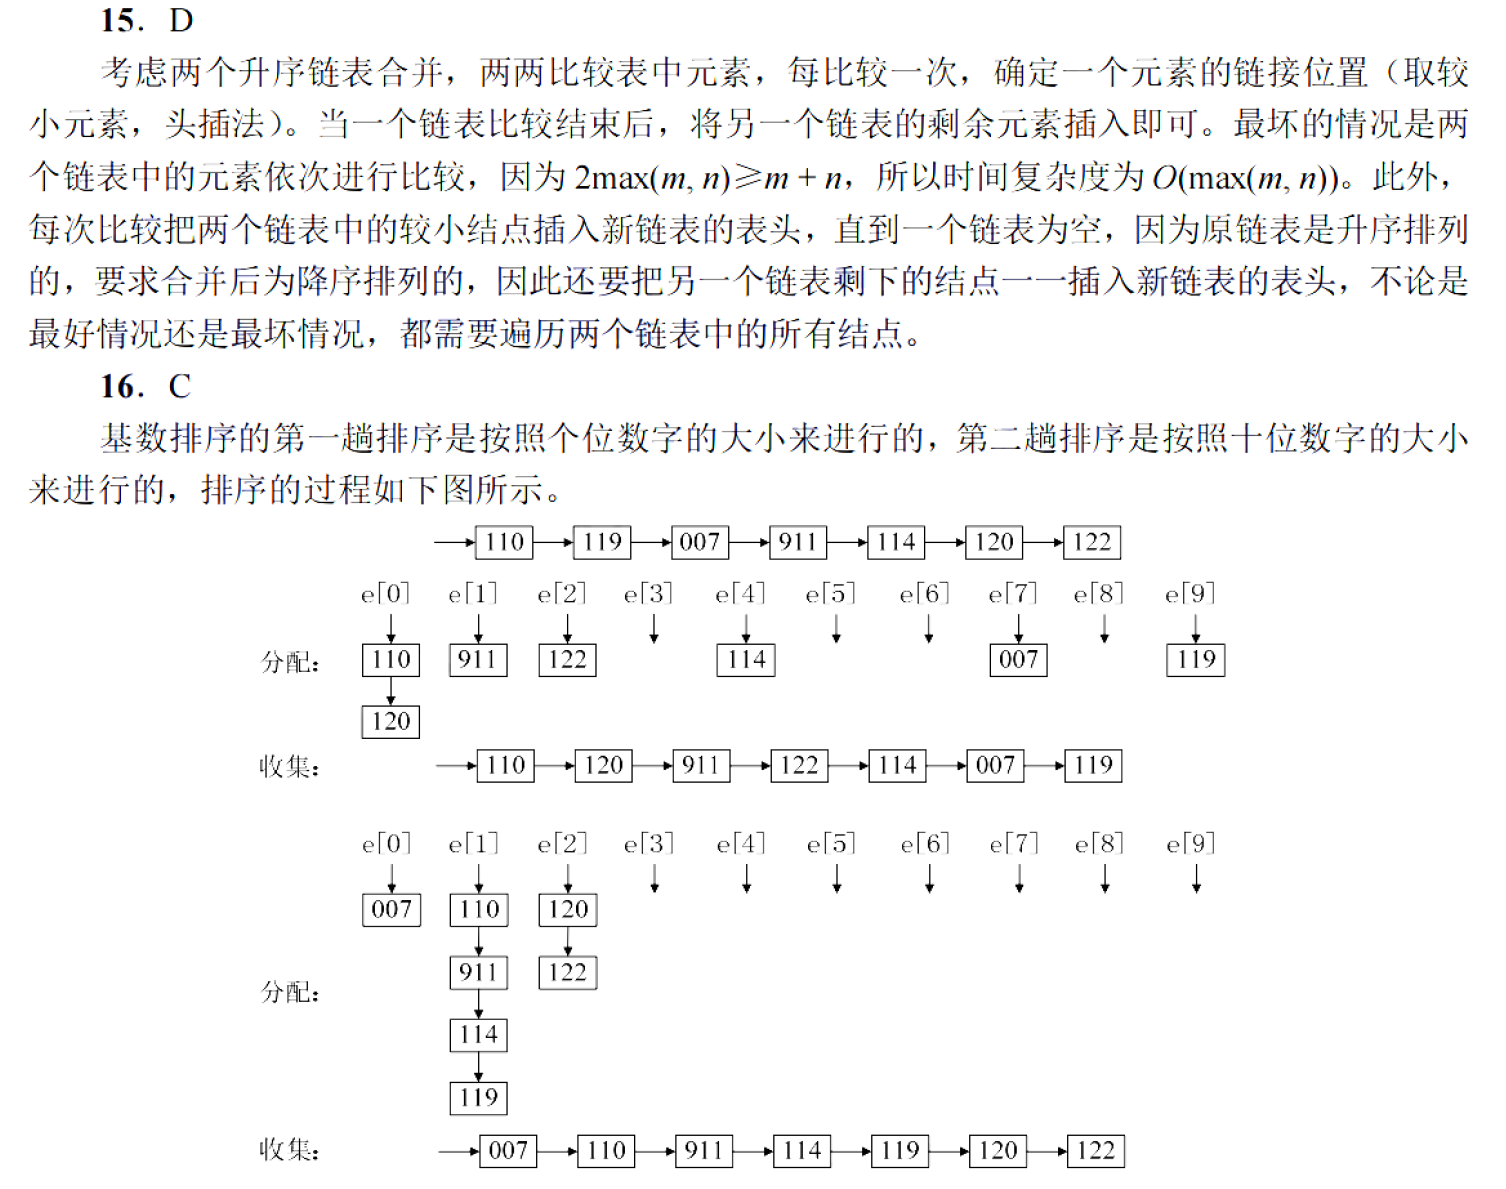 15. D
考虑两个升序链表合并，两两比较表中元素，每比较一次，确定一个元素的链接位置（取较
小元素，头插法）。当一个链表比较结束后，将另一个链表的剩余元素插入即可。最坏的情况是两
个链表中的元素依次进行比较，因为 2max(m, n)≥m + n，所以时间复杂度为 O(max(m, n))。此外，
每次比较把两个链表中的较小结点插入新链表的表头，直到一个链表为空，因为原链表是升序排列
的，要求合并后为降序排列的，因此还要把另一个链表剩下的结点一一插入新链表的表头，不论是
最好情况还是最坏情况，都需要遍历两个链表中的所有结点。
16. C
基数排序的第一趟排序是按照个位数字的大小来进行的，第二趟排序是按照十位数字的大小
来进行的，排序的过程如下图所示。
110 119 007 911 114 120 122
e[0] e[1] e[2] e[3] e[4] e[5] e[6] e[7] e[8] e[9]
分配： 110 911 122 114 007 119
120
收集： 110 120 911 122 114 007 119
e[0] e[1] e[2] e[3] e[4] e[5] e[6] e[7] e[8] e[9]
007 110 120
911 122
分配：
114
119
收集： 007 110 911 114 119 120 122